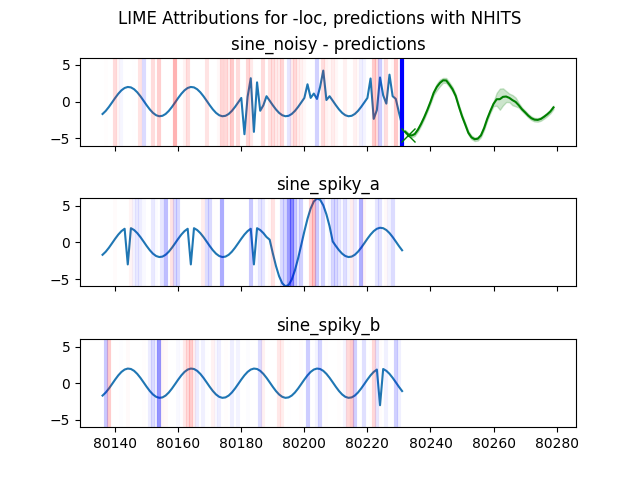 LIME Attributions for -loc, predictions with NHITS
sine_noisy - predictions
5
0
−5
sine_spiky_a
5
0
−5
sine_spiky_b
5
0
−5
80140 80160 80180 80200 80220 80240 80260 80280